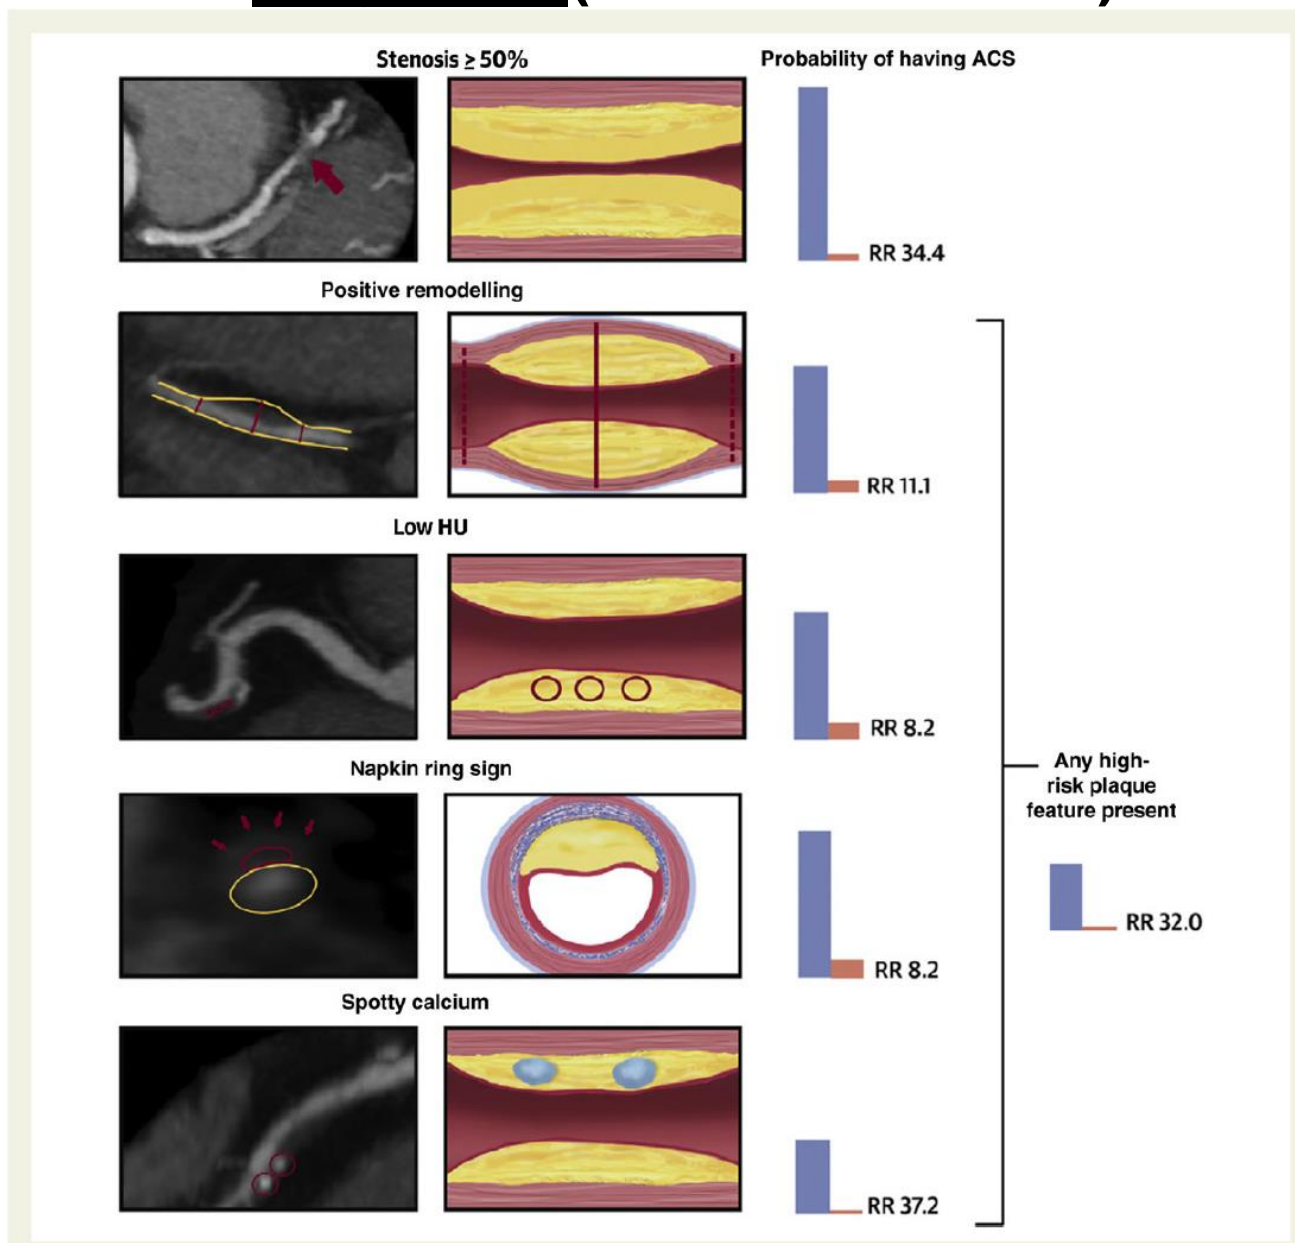 Stenosis ≥ 50%
Probability of having ACS
RR 34.4
Positive remodelling
RR 11.1
Low HU
RR 8.2
Napkin ring sign
RR 8.2
Spotty calcium
RR 37.2
Any high-
risk plaque
feature present
RR 32.0